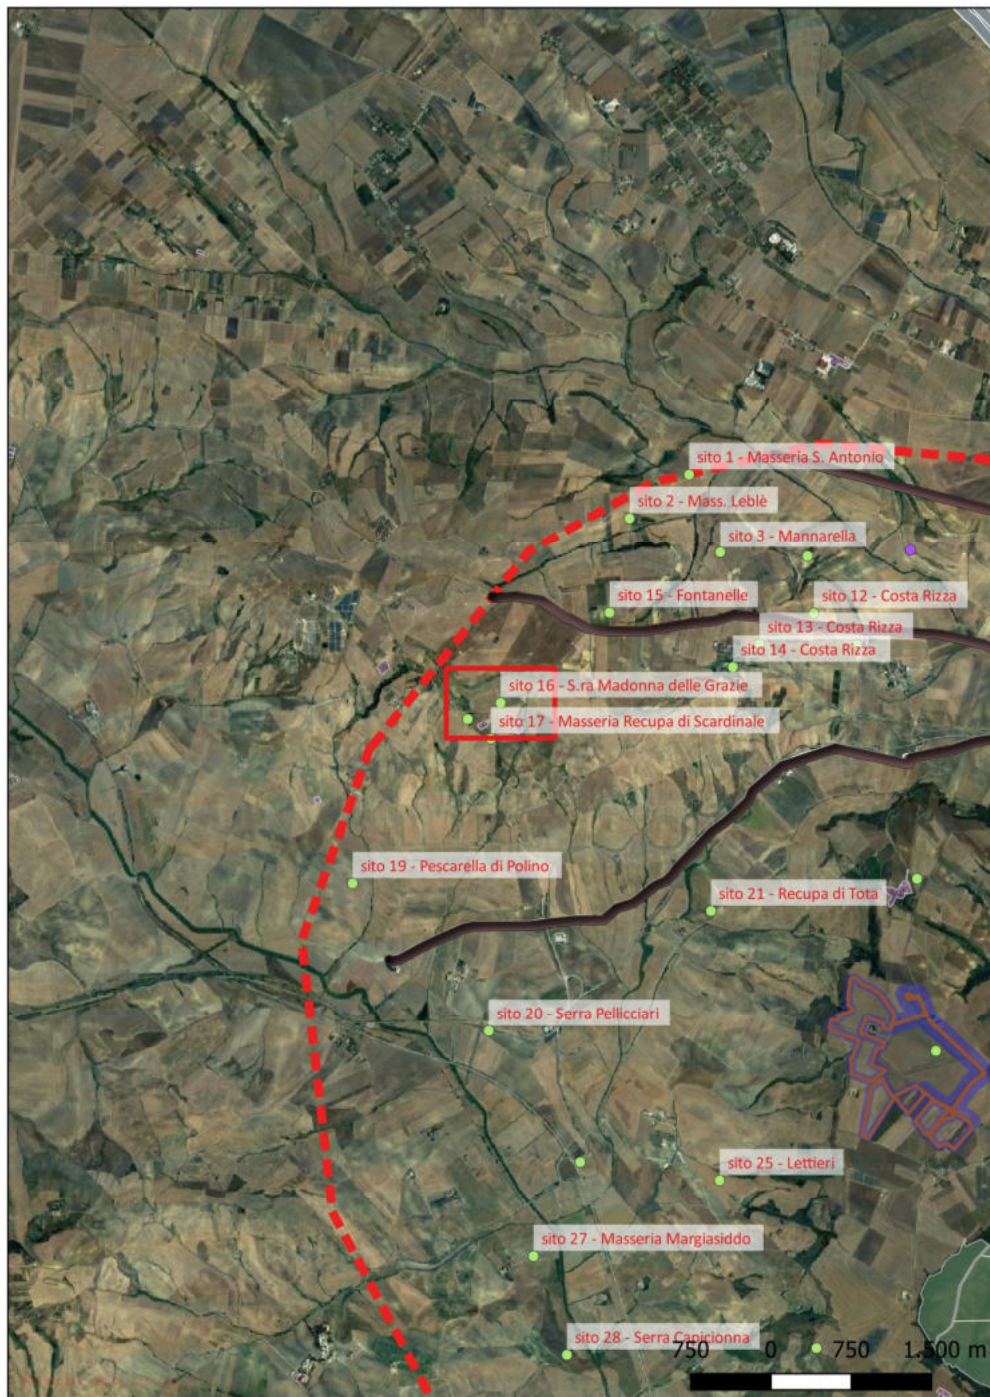 sito 1 - Masseria S. Antonio
sito 2 - Mass. Leblè
sito 3 - Mannarella
sito 15 - Fontanelle
sito 12 - Costa Rizza
sito 13 - Costa Rizza
sito 14 - Costa Rizza
sito 16 - S.ra Madonna delle Grazie
sito 17 - Masseria Recupa di Scardinale
sito 19 - Pescarella di Polino
sito 21 - Recupa di Tota
sito 20 - Serra Pellicciari
sito 25 - Lettieri
sito 27 - Masseria Margiasiddo
sito 28 - Serra Capicionna
750 0 750 1.500 m